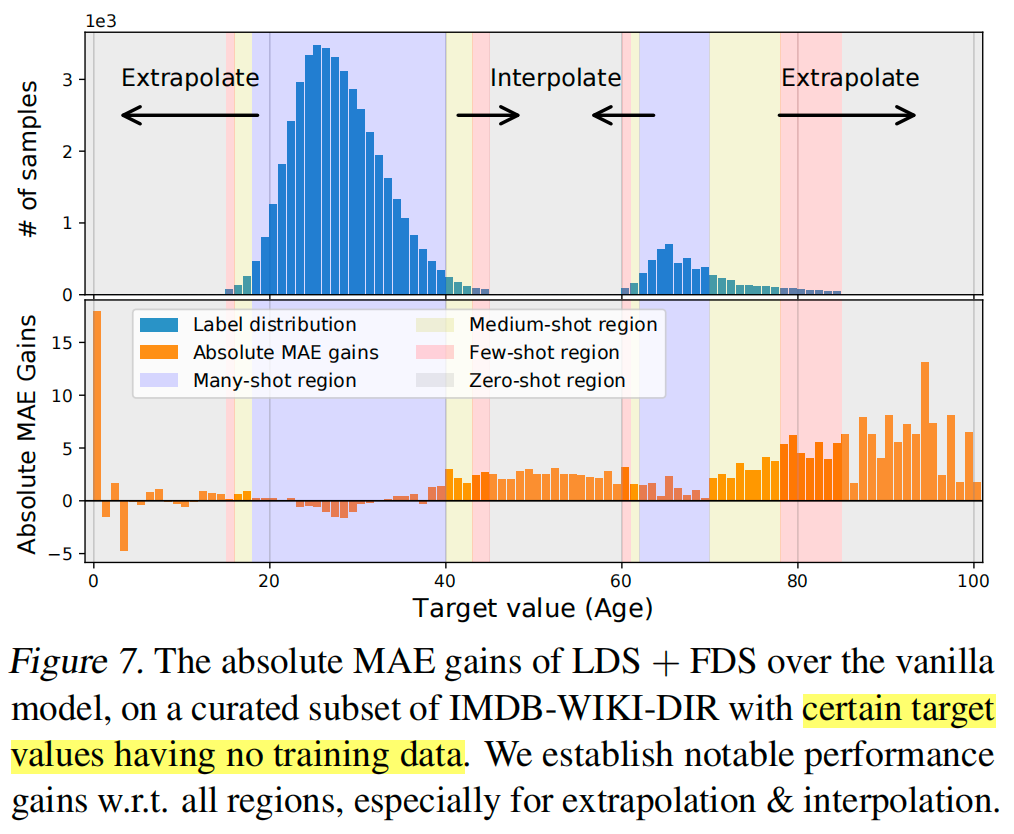 1e3
Extrapolate
Interpolate
Extrapolate
# of samples
3
2
1
0
Label distribution
Absolute MAE gains
Many-shot region
Medium-shot region
Few-shot region
Zero-shot region
Absolute MAE Gains
15
10
5
0
−5
0 20 40 60 80 100
Target value (Age)
Figure 7. The absolute MAE gains of LDS + FDS over the vanilla
model, on a curated subset of IMDB-WIKI-DIR with certain target
values having no training data. We establish notable performance
gains w.r.t. all regions, especially for extrapolation & interpolation.